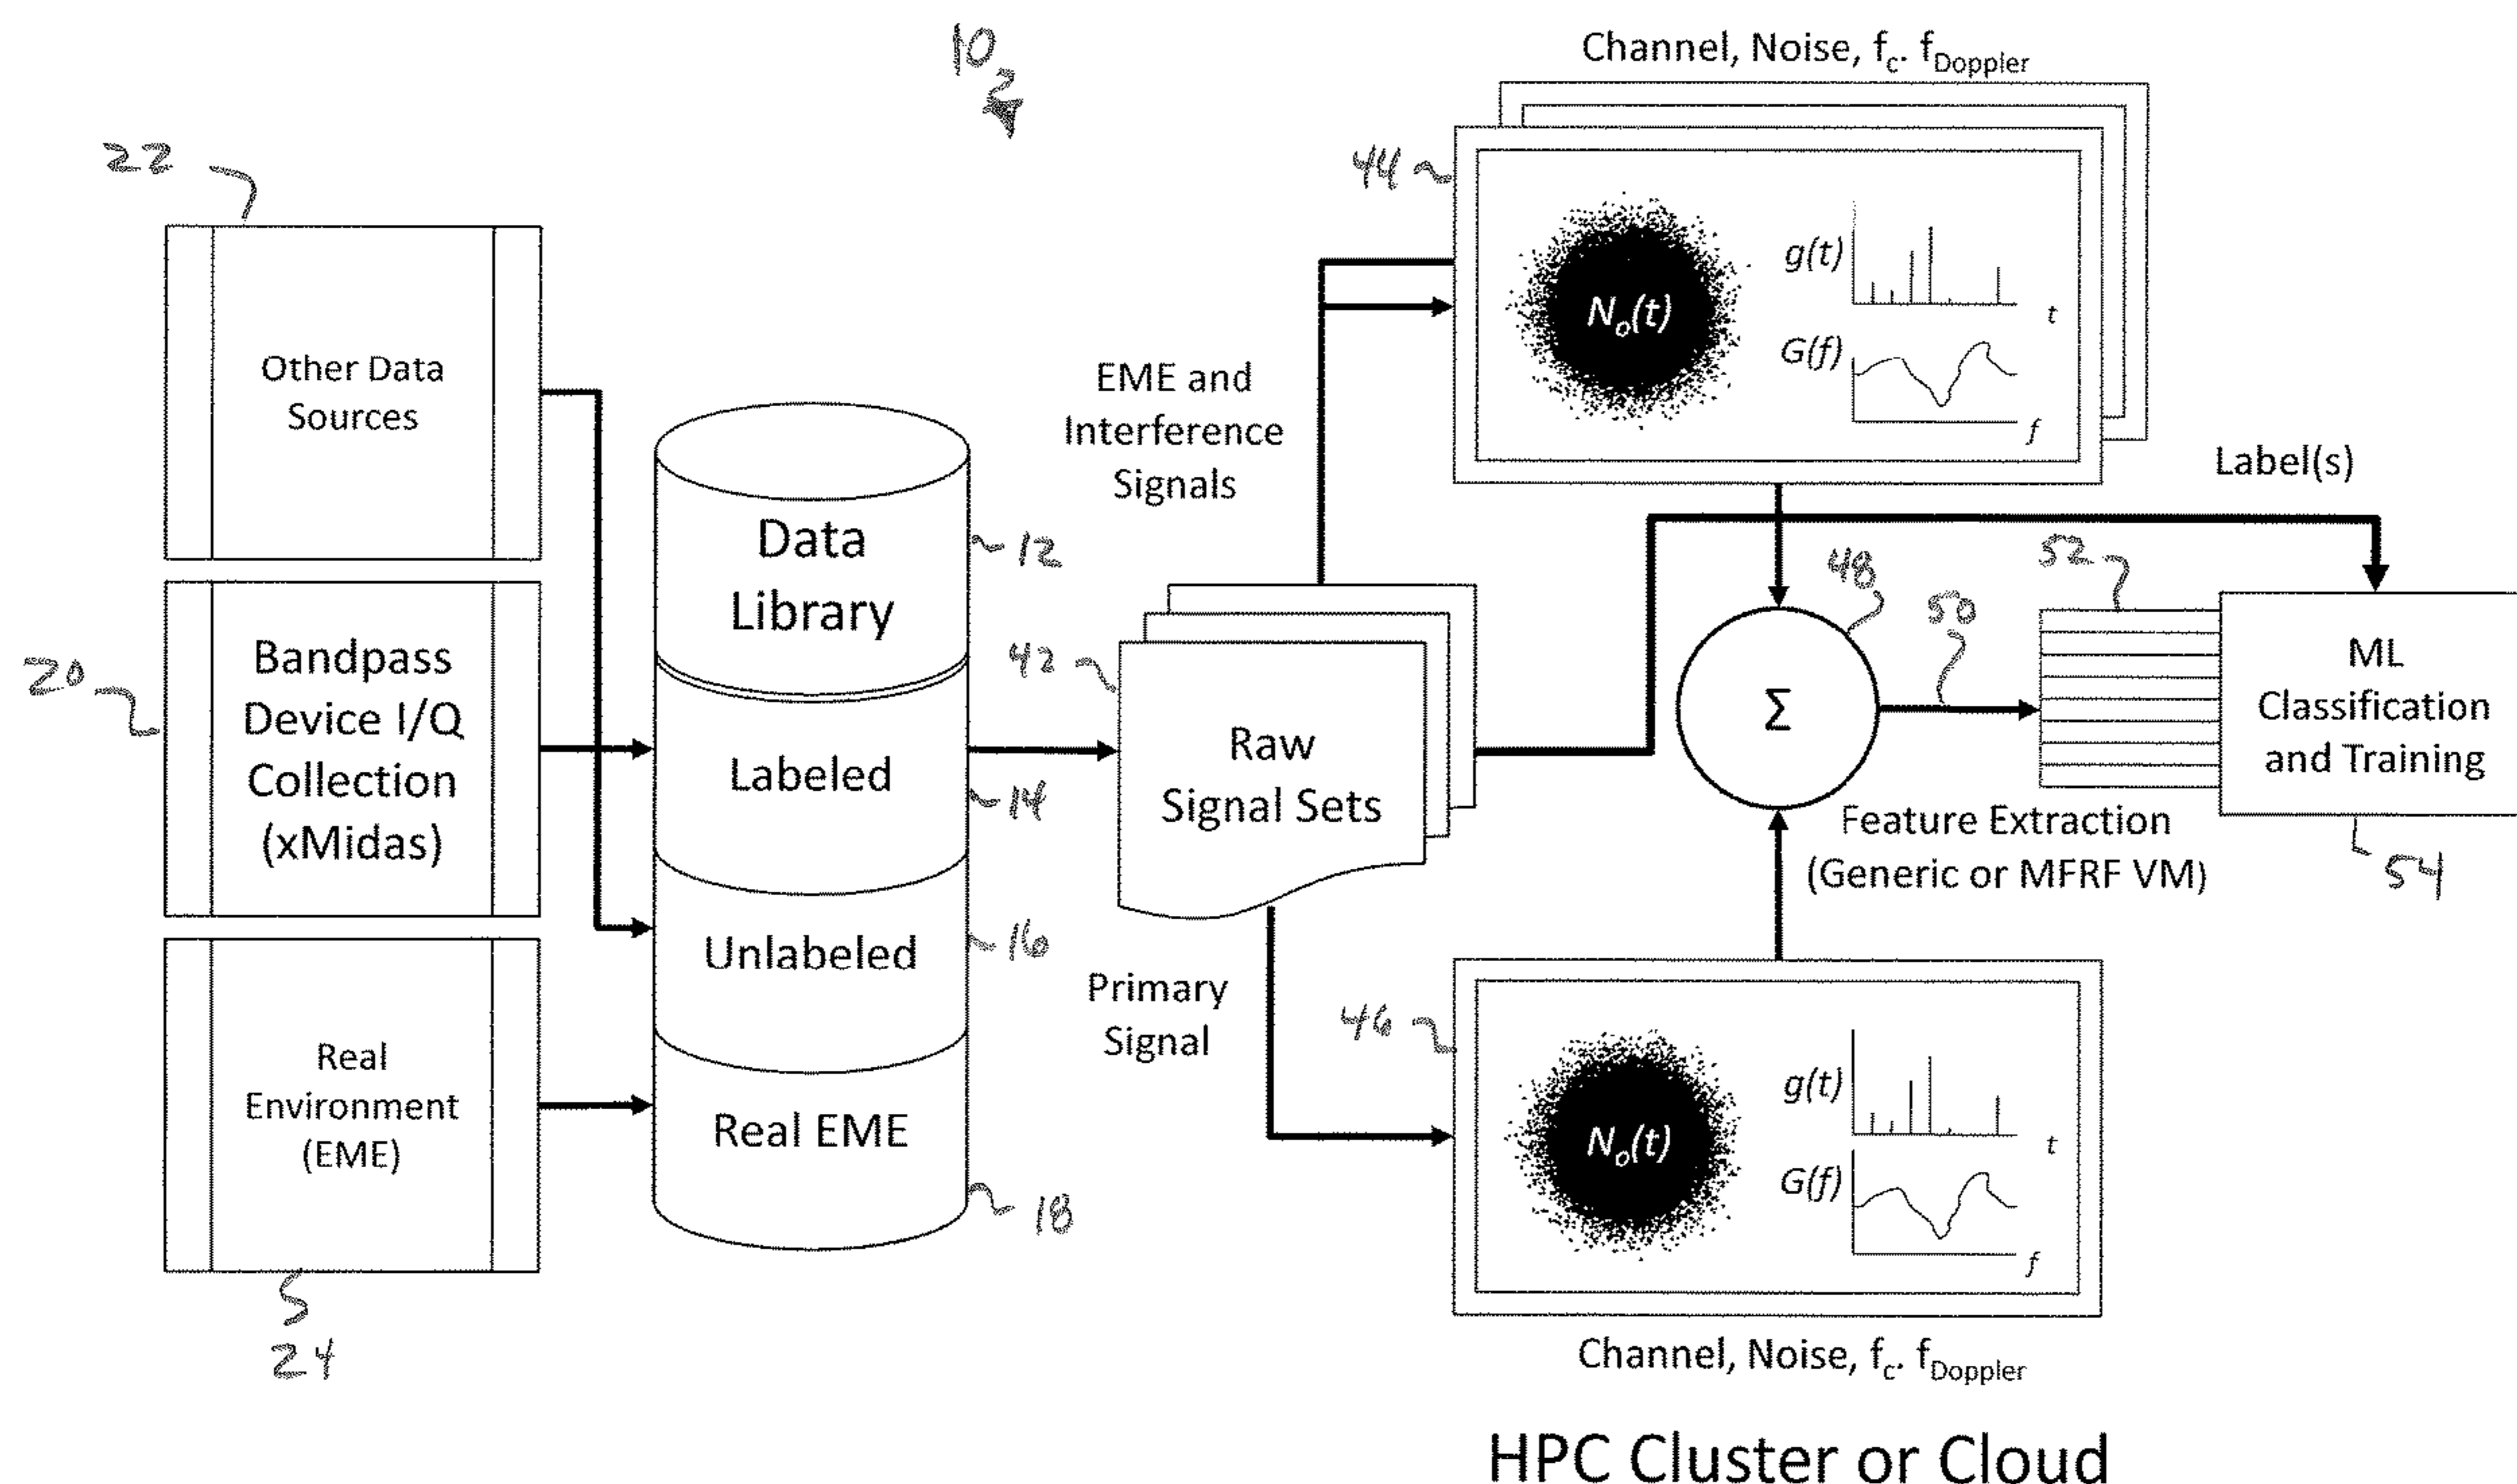 10
Channel, Noise, fc. fDoppler
22
44
No(t)
g(t)
t
G(f)
f
Other Data
Sources
EME and
Interference
Signals
Label(s)
Data
Library
12
20
Bandpass
Device I/Q
Collection
(xMidas)
Labeled
14
42
Raw
Signal Sets
48
Σ
50
52
ML
Classification
and Training
54
Feature Extraction
(Generic or MFRF VM)
Unlabeled
16
Real
Environment
(EME)
24
Real EME
18
Primary
Signal
46
No(t)
g(t)
t
G(f)
f
Channel, Noise, fc. fDoppler
HPC Cluster or Cloud